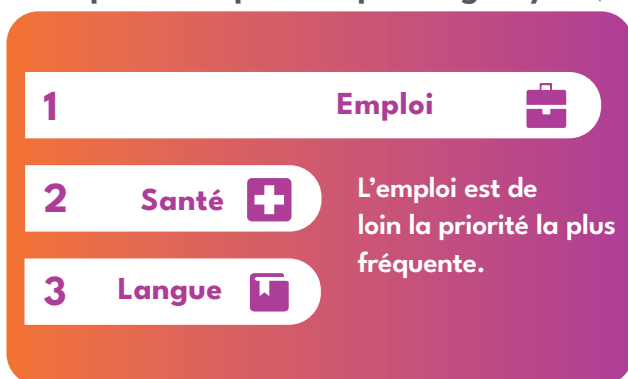 1 Emploi
2 Santé
3 Langue
L’emploi est de
loin la priorité la plus
fréquente.